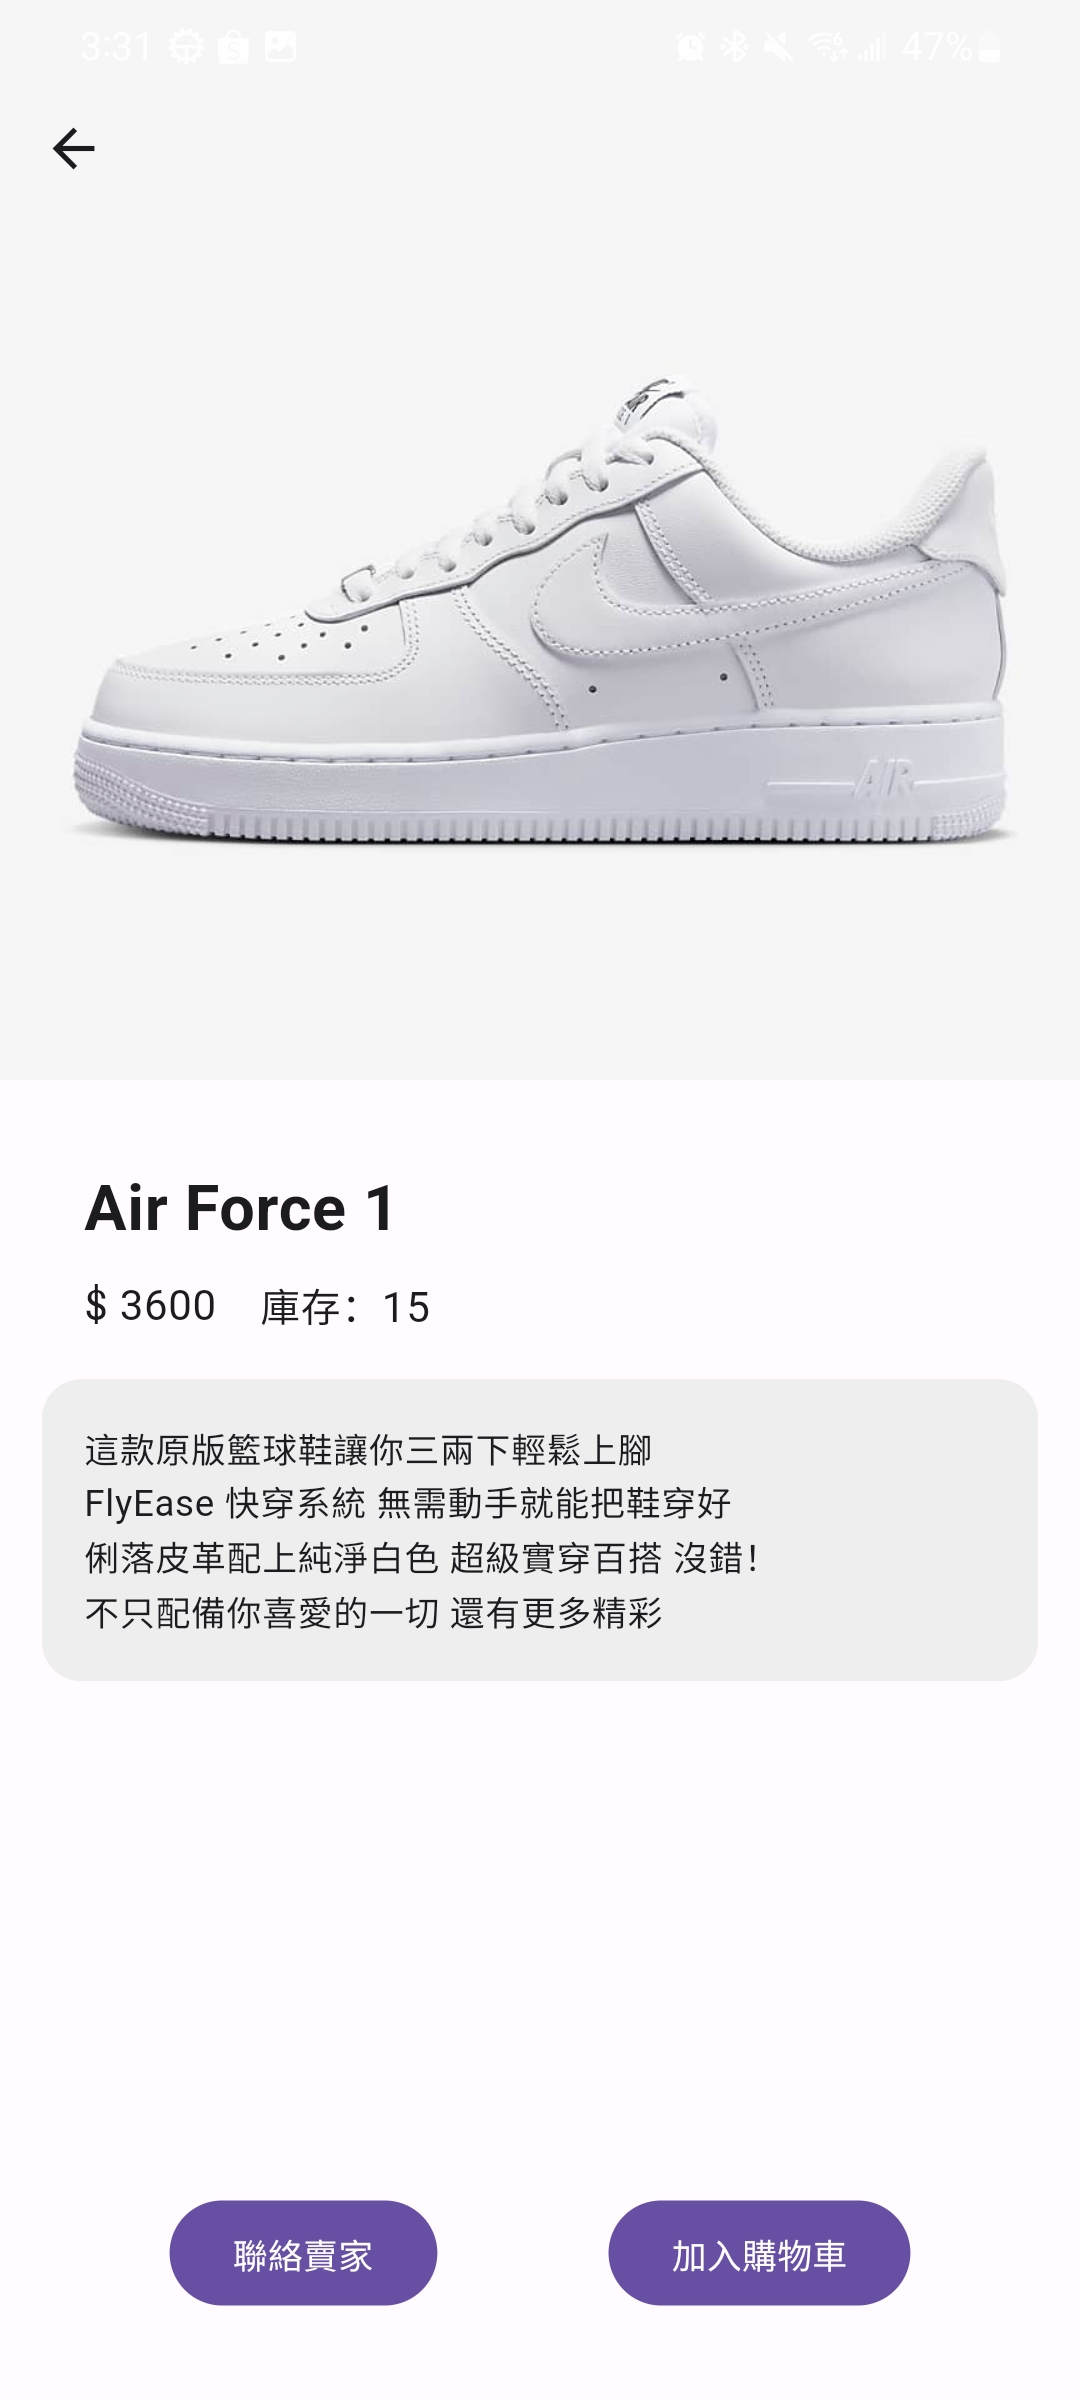 3:31
47%
AIR
Air Force 1
$ 3600 庫存：15
這款原版籃球鞋讓你三兩下輕鬆上腳
FlyEase 快穿系統 無需動手就能把鞋穿好
俐落皮革配上純淨白色 超級實穿百搭 沒錯！
不只配備你喜愛的一切 還有更多精彩
聯絡賣家
加入購物車